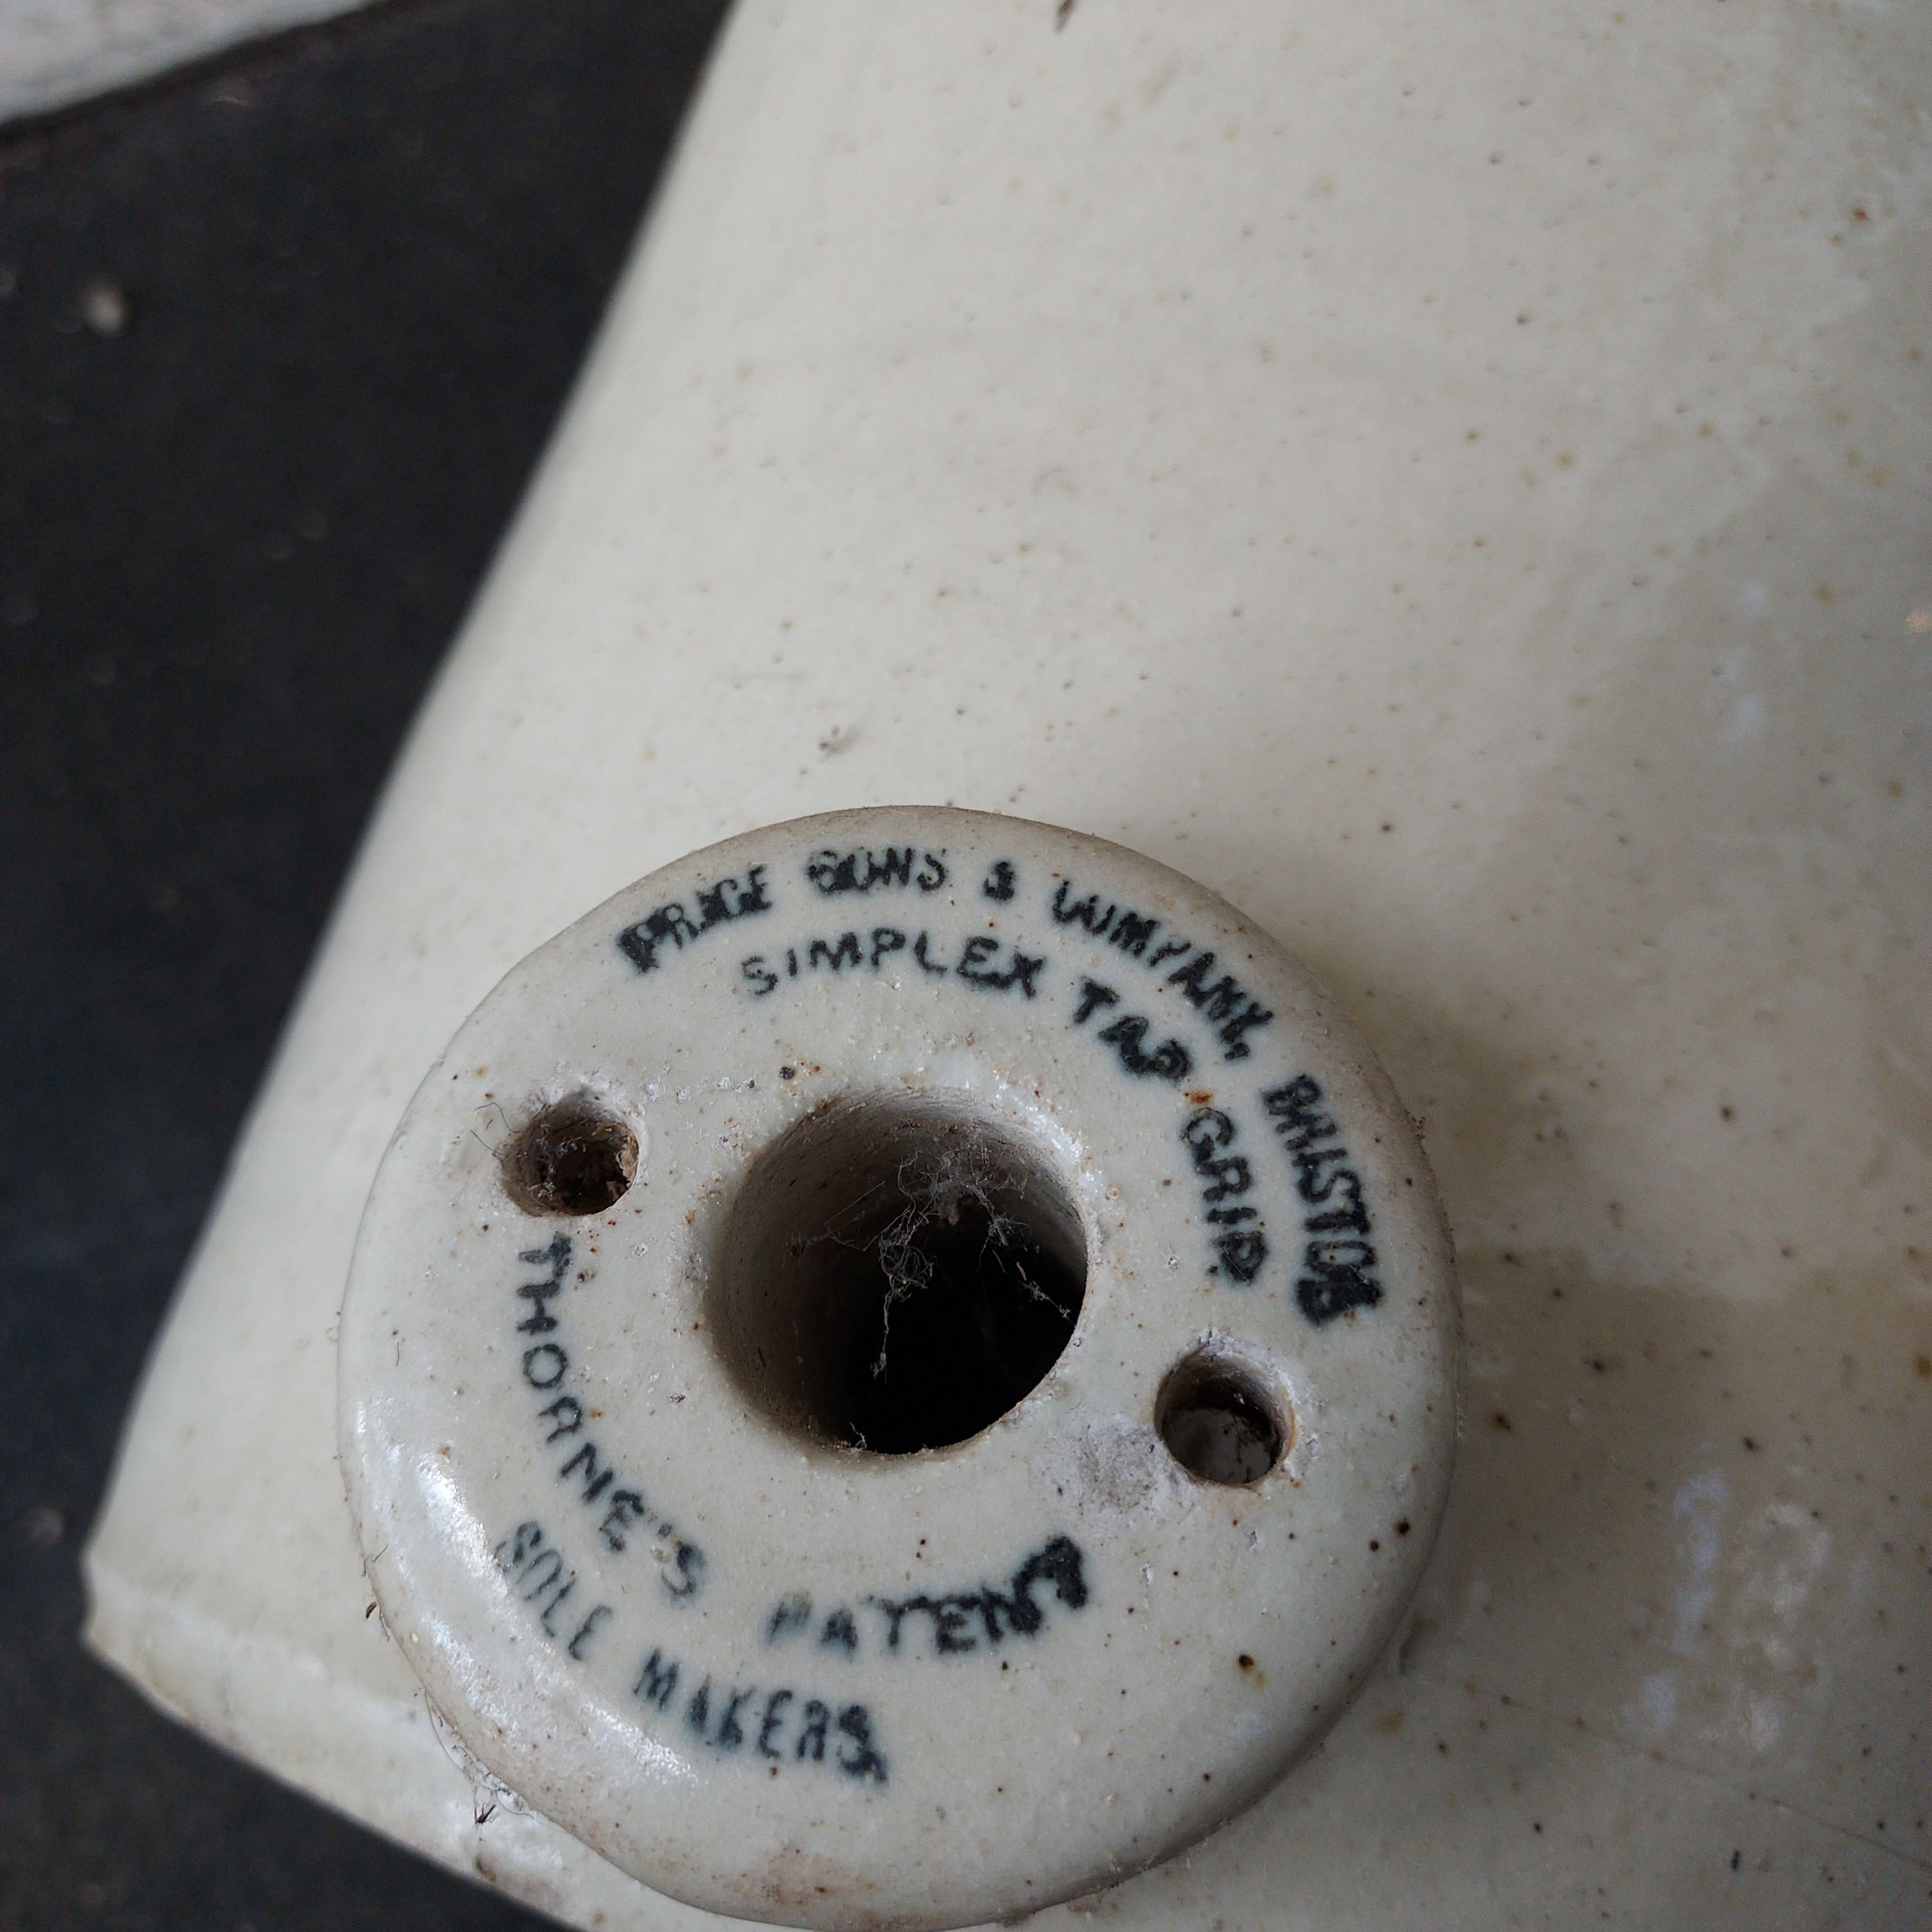 PRICE SONS & COMPANY, BRISTOL
SIMPLEX TAP GRIP
THORNE'S PATENT
SOLE MAKERS.